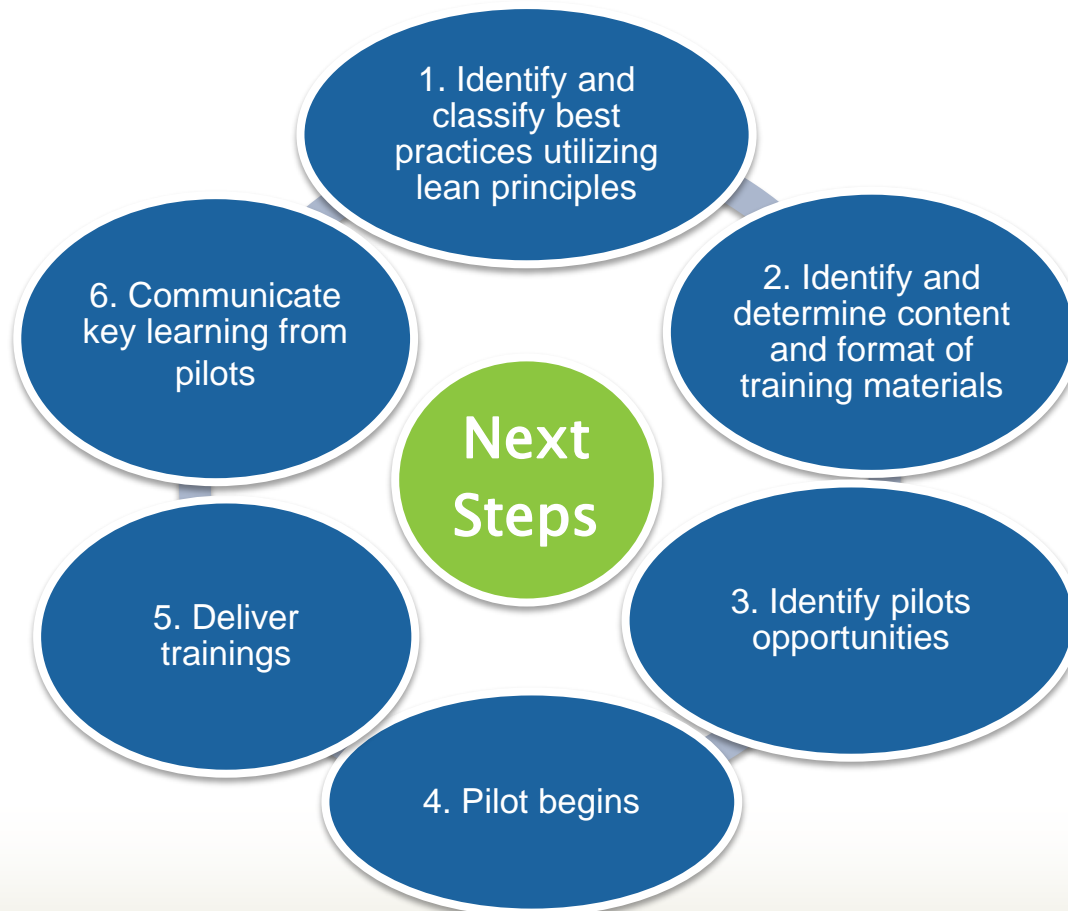 1. Identify and
classify best
practices utilizing
lean principles
2. Identify and
determine content
and format of
training materials
3. Identify pilots
opportunities
4. Pilot begins
5. Deliver
trainings
6. Communicate
key learning from
pilots
Next
Steps